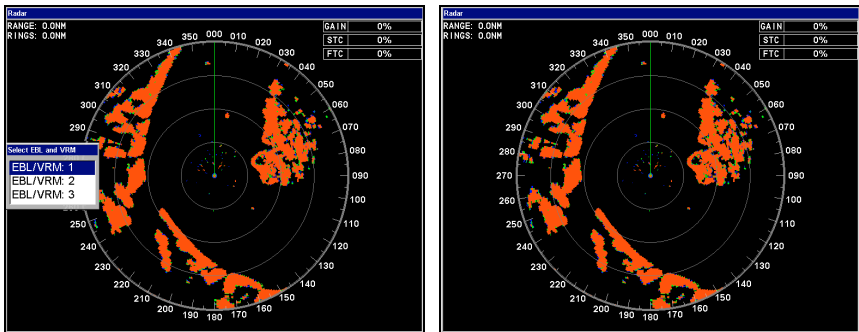 Radar
RANGE: 0.0NM
RINGS: 0.0NM
GAIN 0%
STC 0%
FTC 0%
340 350 000 010 020
330 030
320 040
310 050
300 060
290 070
280 080
090
100
250 110
240 120
230 130
220 140
210 200 190 180 170 160 150
Select EBL and VRM
EBL/VRM: 1
EBL/VRM: 2
EBL/VRM: 3
Radar
RANGE: 0.0NM
RINGS: 0.0NM
GAIN 0%
STC 0%
FTC 0%
340 350 000 010 020
330 030
320 040
310 050
300 060
290 070
280 080
270 090
260 100
250 110
240 120
230 130
220 140
210 200 190 180 170 160 150